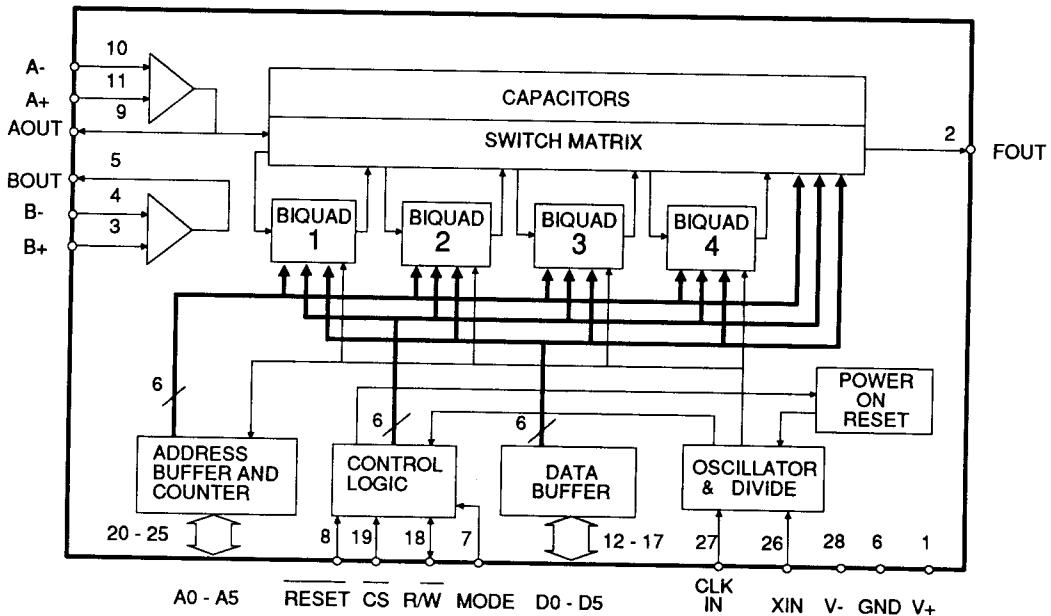 10
A-
11
A+
9
AOUT
5
BOUT
4
B-
3
B+
CAPACITORS
SWITCH MATRIX
2
FOUT
BIQUAD
1
BIQUAD
2
BIQUAD
3
BIQUAD
4
6
6
6
POWER
ON
RESET
ADDRESS
BUFFER AND
COUNTER
CONTROL
LOGIC
DATA
BUFFER
OSCILLATOR
& DIVIDE
20 - 25
8
19
18
7
12 - 17
27
26
28
6
1
A0 - A5
RESET
CS
R/W
MODE
D0 - D5
CLK
IN
XIN
V-
GND
V+